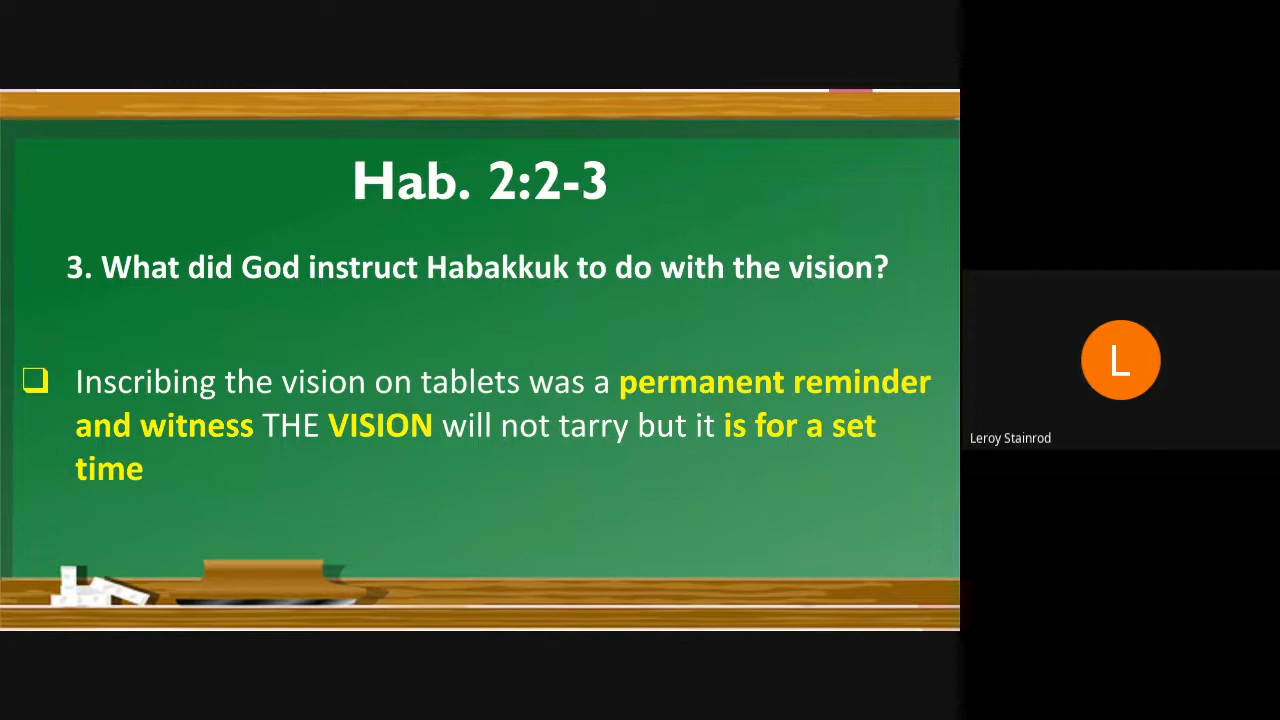 Hab. 2:2-3
3. What did God instruct Habakkuk to do with the vision?
Inscribing the vision on tablets was a permanent reminder
and witness THE VISION will not tarry but it is for a set
time
L
Leroy Stainrod